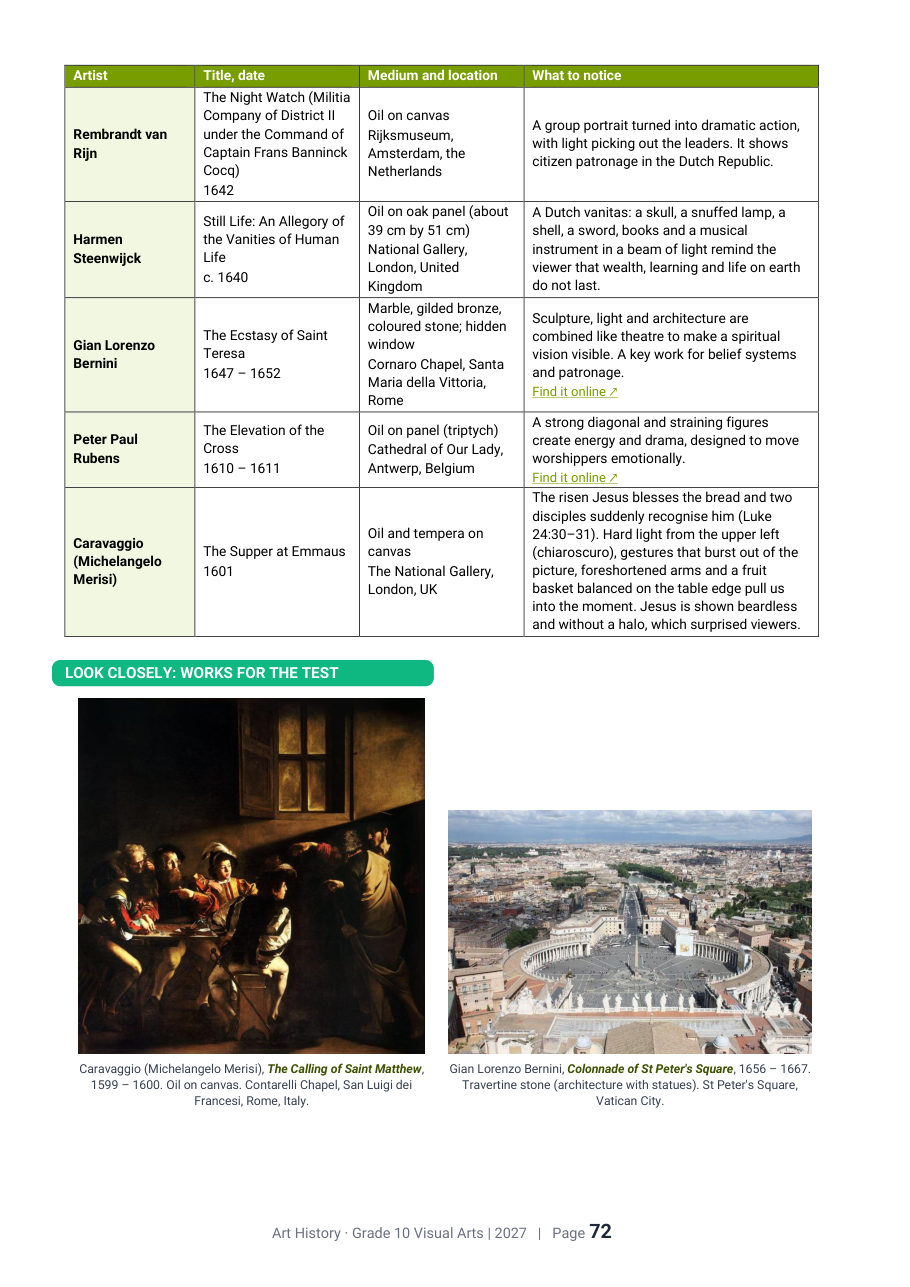 Artist
Title, date
Medium and location
What to notice
Rembrandt van
Rijn
The Night Watch (Militia
Company of District II
under the Command of
Captain Frans Banninck
Cocq)
1642
Oil on canvas
Rijksmuseum,
Amsterdam, the
Netherlands
A group portrait turned into dramatic action,
with light picking out the leaders. It shows
citizen patronage in the Dutch Republic.
Harmen
Steenwijck
Still Life: An Allegory of
the Vanities of Human
Life
c. 1640
Oil on oak panel (about
39 cm by 51 cm)
National Gallery,
London, United
Kingdom
A Dutch vanitas: a skull, a snuffed lamp, a
shell, a sword, books and a musical
instrument in a beam of light remind the
viewer that wealth, learning and life on earth
do not last.
Gian Lorenzo
Bernini
The Ecstasy of Saint
Teresa
1647 – 1652
Marble, gilded bronze,
coloured stone; hidden
window
Cornaro Chapel, Santa
Maria della Vittoria,
Rome
Sculpture, light and architecture are
combined like theatre to make a spiritual
vision visible. A key work for belief systems
and patronage.
Find it online ↗
Peter Paul
Rubens
The Elevation of the
Cross
1610 – 1611
Oil on panel (triptych)
Cathedral of Our Lady,
Antwerp, Belgium
A strong diagonal and straining figures
create energy and drama, designed to move
worshippers emotionally.
Find it online ↗
Caravaggio
(Michelangelo
Merisi)
The Supper at Emmaus
1601
Oil and tempera on
canvas
The National Gallery,
London, UK
The risen Jesus blesses the bread and two
disciples suddenly recognise him (Luke
24:30–31). Hard light from the upper left
(chiaroscuro), gestures that burst out of the
picture, foreshortened arms and a fruit
basket balanced on the table edge pull us
into the moment. Jesus is shown beardless
and without a halo, which surprised viewers.
LOOK CLOSELY: WORKS FOR THE TEST
Caravaggio (Michelangelo Merisi), The Calling of Saint Matthew,
1599 – 1600. Oil on canvas. Contarelli Chapel, San Luigi dei
Francesi, Rome, Italy.
Gian Lorenzo Bernini, Colonnade of St Peter's Square, 1656 – 1667.
Travertine stone (architecture with statues). St Peter's Square,
Vatican City.
Art History · Grade 10 Visual Arts | 2027 | Page 72